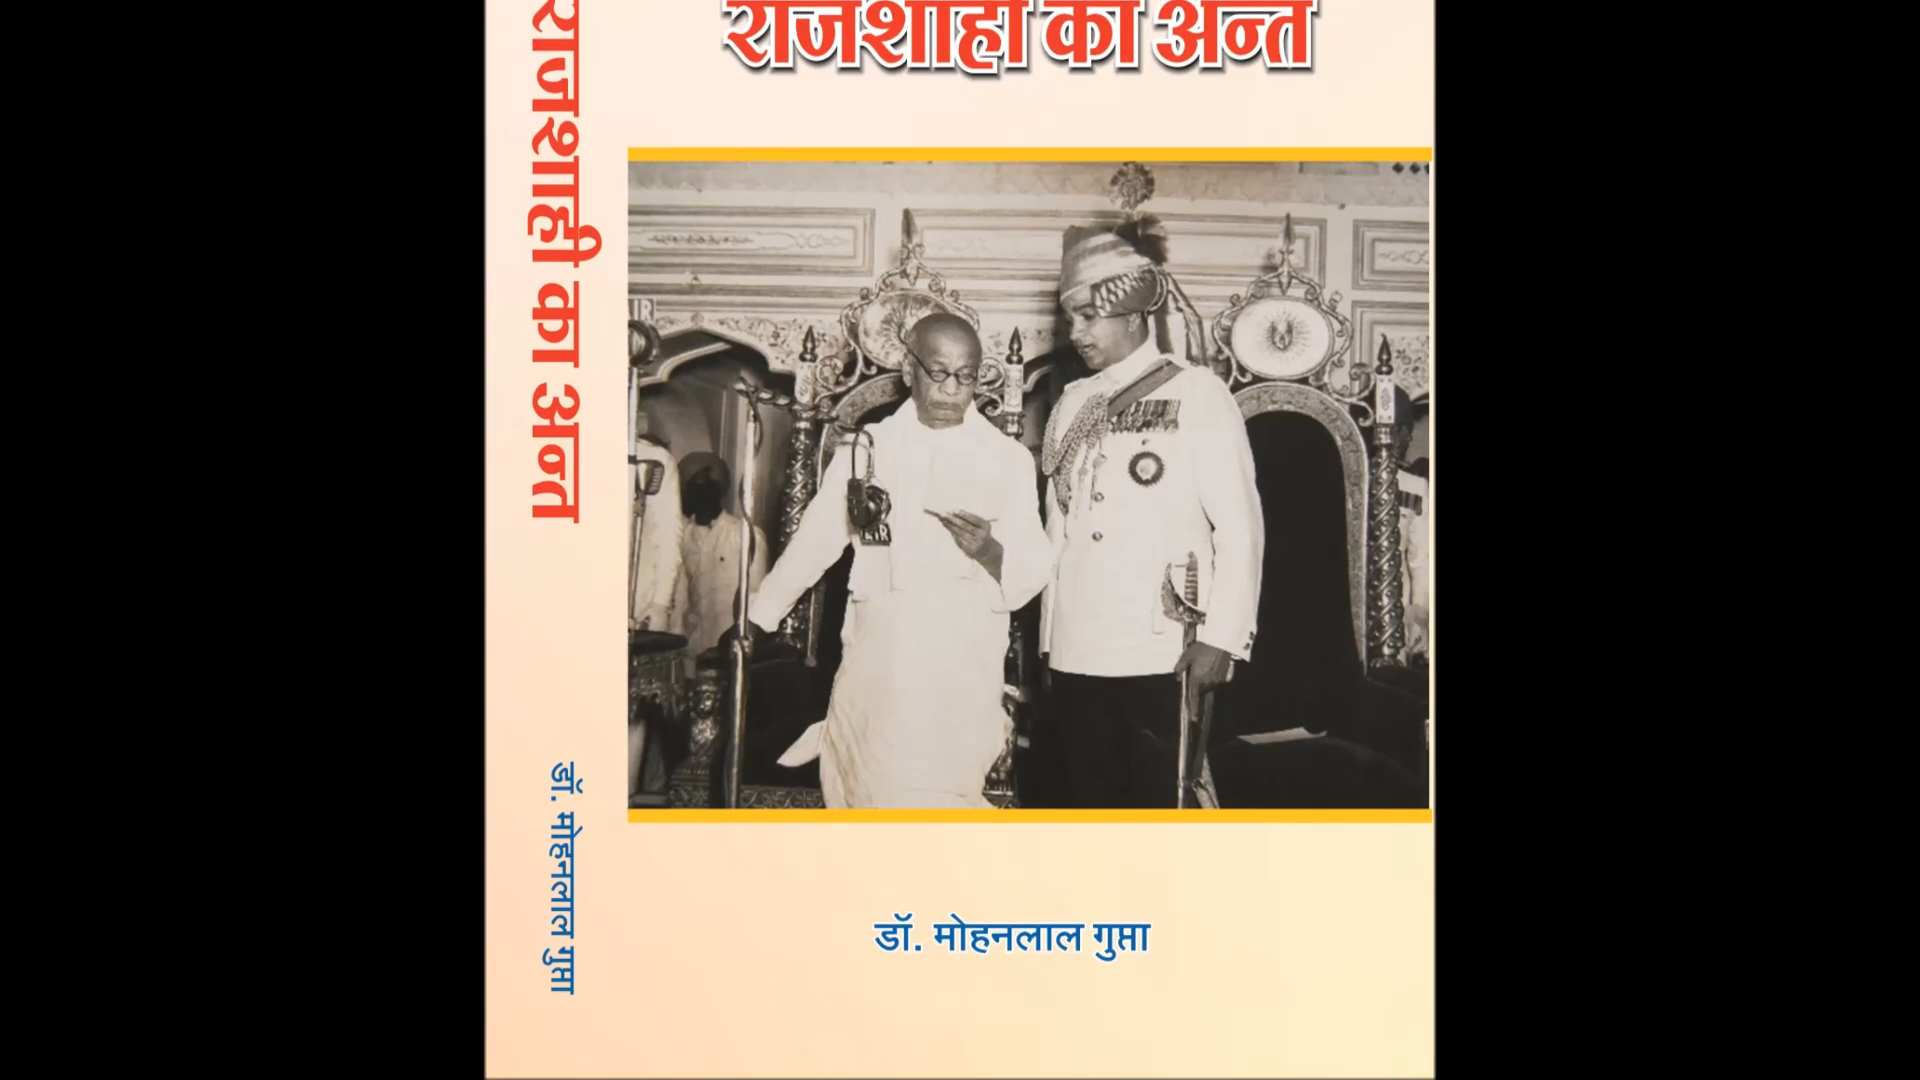 राजशाही का अन्त
राजशाही का अन्त
डॉ. मोहनलाल गुप्ता
डॉ. मोहनलाल गुप्ता